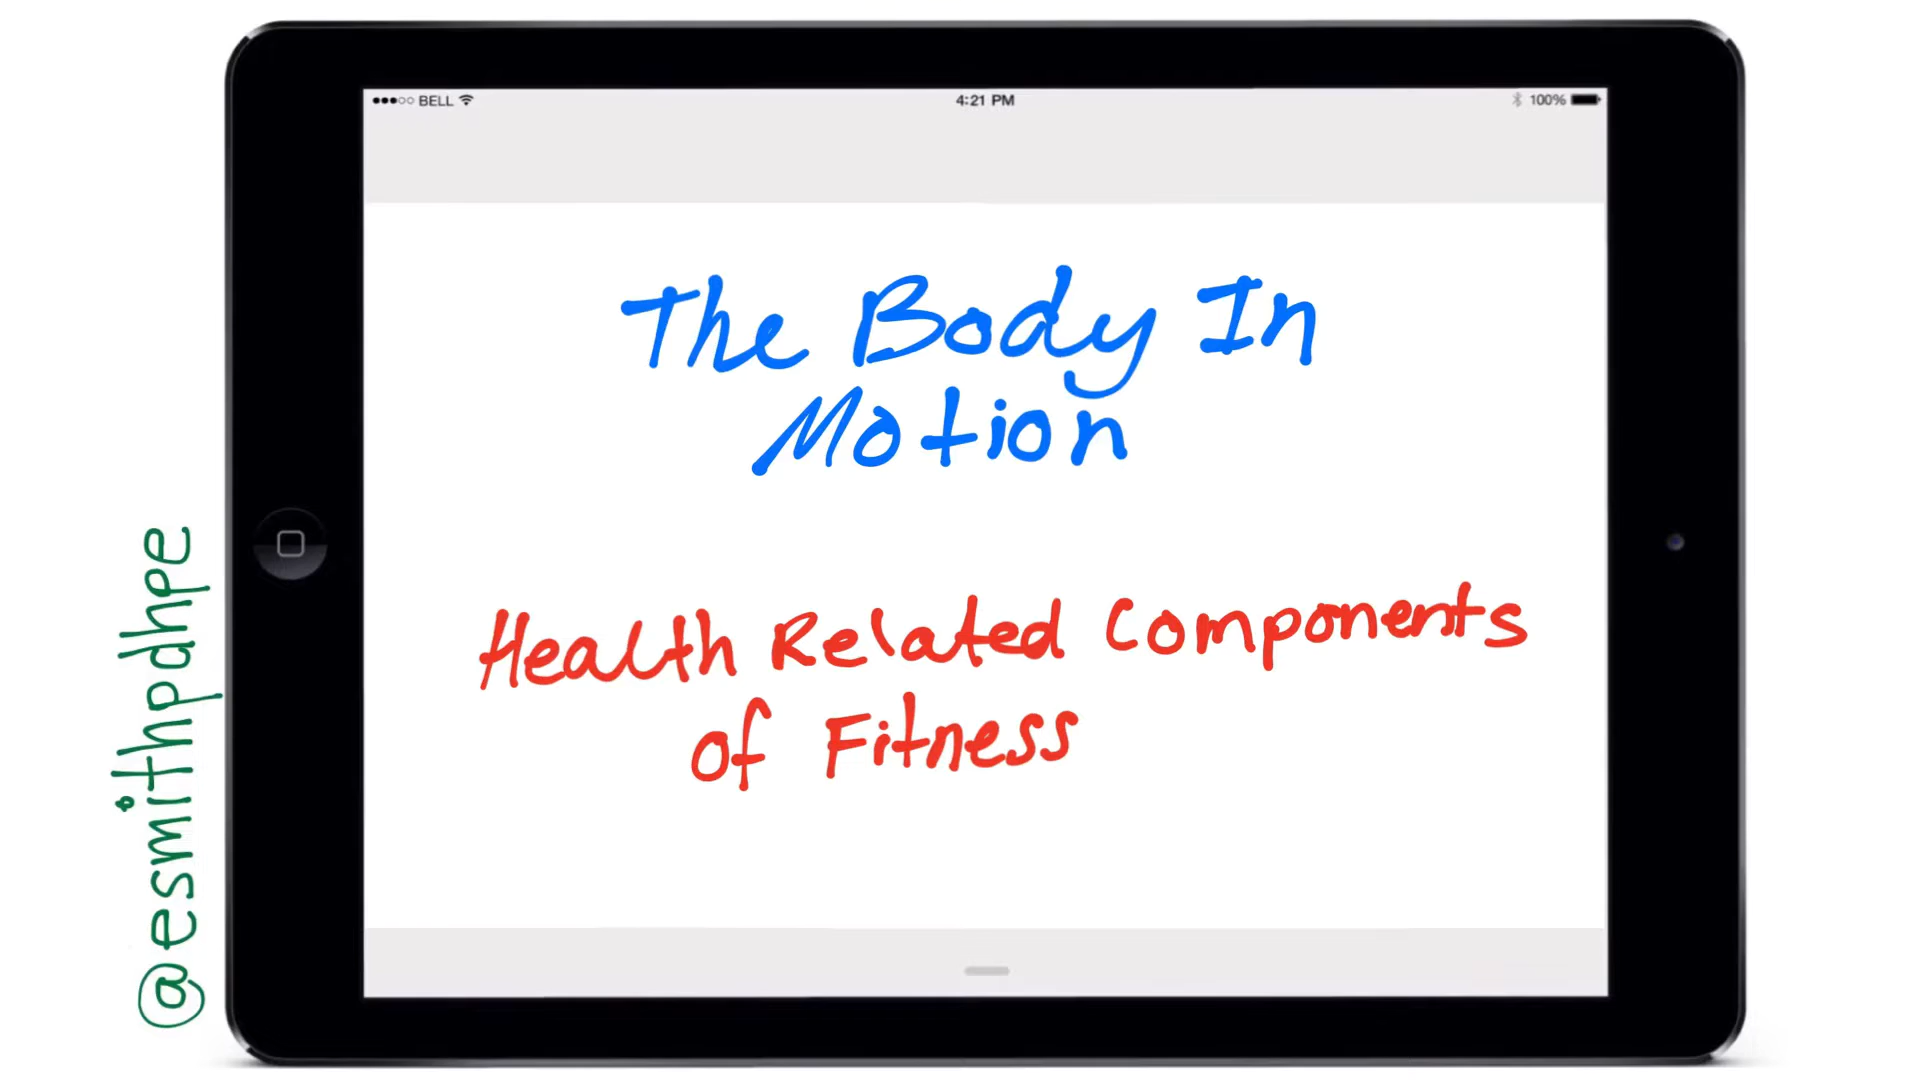 BELL 4:21 PM 100%
The Body In
Motion
Health Related Components
of Fitness
@esmithpdhpe